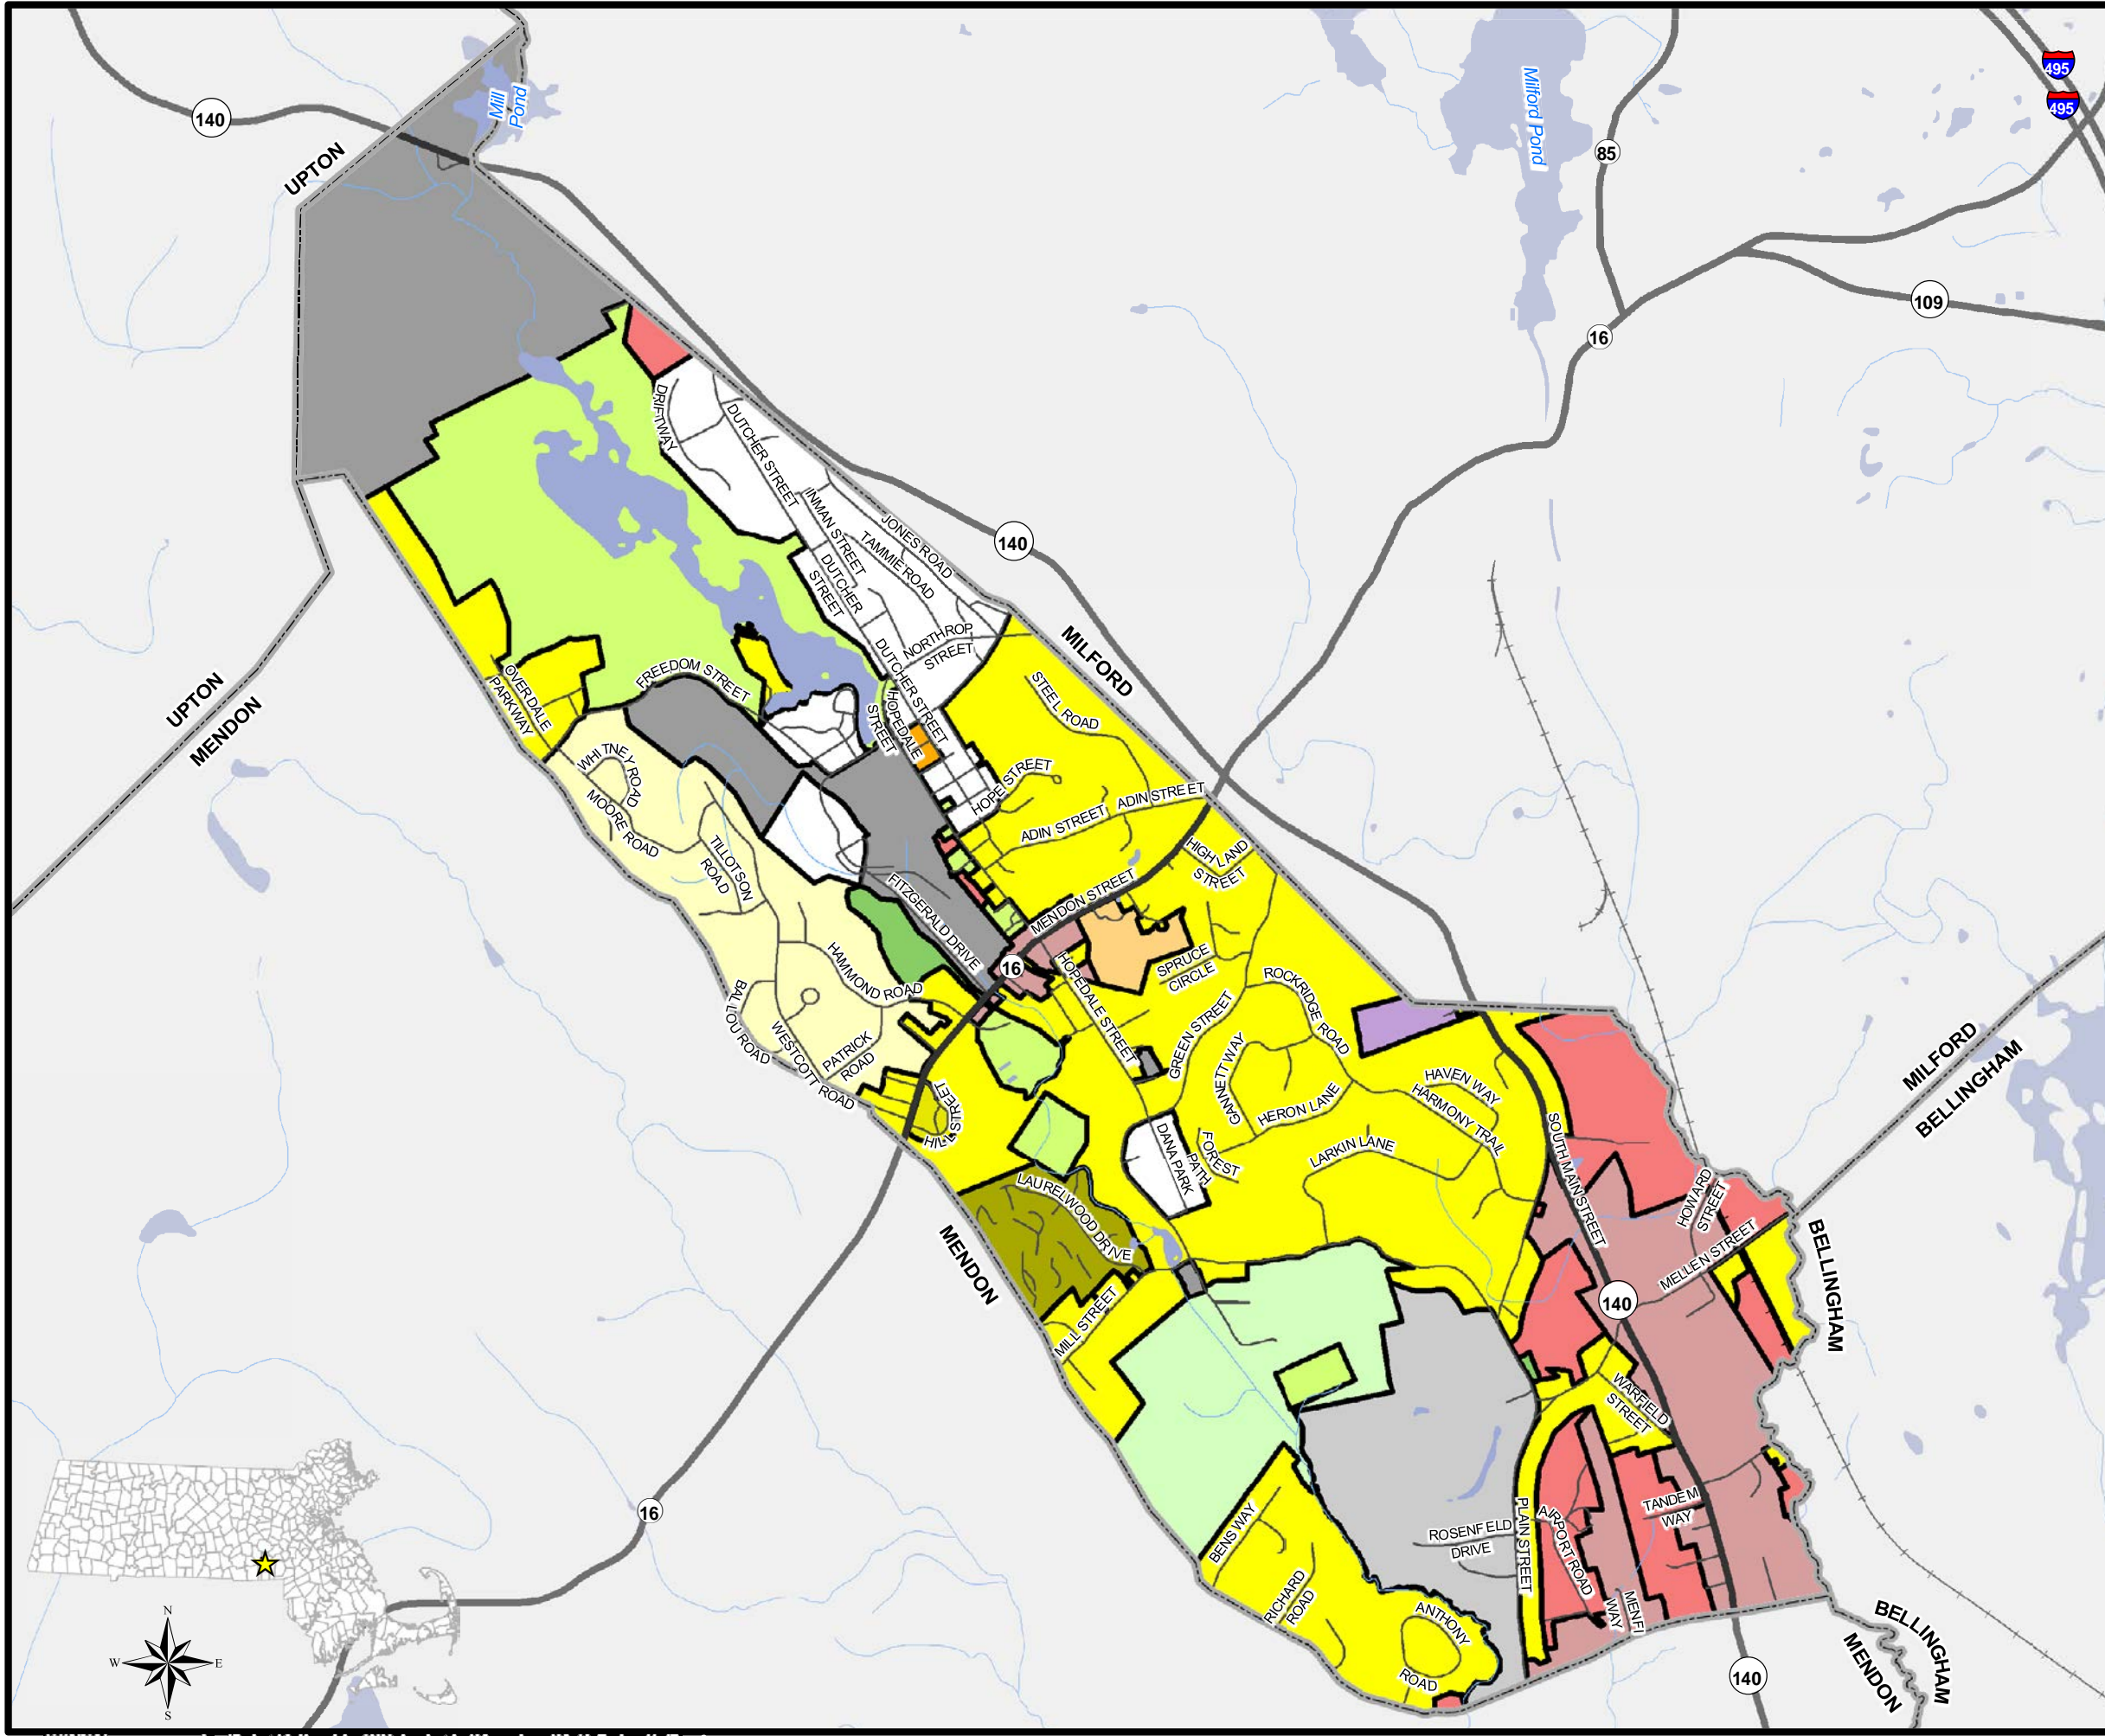 495
495
Mill
Pond
Milford Pond
140
85
UPTON
109
16
DRIFTWAY
DUTCHER STREET
INMAN STREET
JONES ROAD
TAMMIE ROAD
140
DUTCHER
STREET
NORTHROP
STREET
MILFORD
DUTCHER STREET
FREEDOM STREET
OVERDALE
PARKWAY
STEEL ROAD
HOPEDALE
STREET
UPTON
MENDON
WHITNEY ROAD
MOORE ROAD
HOPE STREET
ADIN STREET
ADIN STREET
TILLOTSON
ROAD
HIGHLAND
STREET
FITZGERALD DRIVE
MENDON STREET
16
HAMMOND ROAD
SPRUCE
CIRCLE
HOPEDALE STREET
ROCKRIDGE ROAD
BALLOU ROAD
WESTCOTT ROAD
PATRICK
ROAD
GREEN STREET
GANNETT WAY
HERON LANE
HAVEN WAY
HARMONY TRAIL
MILFORD
BELLINGHAM
HILL STREET
DANA PARK
FOREST
PATH
LARKIN LANE
SOUTH MAIN STREET
HOWARD
STREET
LAURELWOOD DRIVE
MELLEN STREET
MENDON
BELLINGHAM
MILL STREET
140
WARFIELD
STREET
BENS WAY
ROSENFELD
DRIVE
PLAIN STREET
AIRPORT ROAD
TANDEM
WAY
16
RICHARD
ROAD
ANTHONY
ROAD
MENFI
WAY
BELLINGHAM
MENDON
140
N
W
E
S